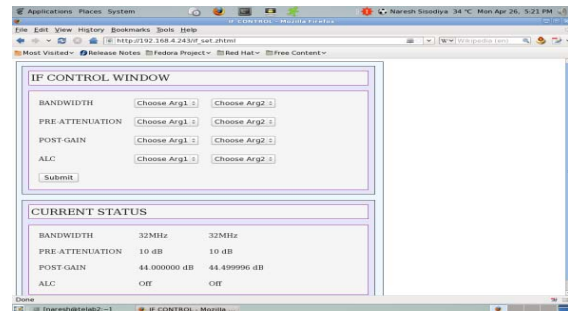 Applications Places System
Naresh Sisodiya 34 °C Mon Apr 26, 5:21 PM
IF CONTROL - Mozilla Firefox
File Edit View History Bookmarks Tools Help
http://192.168.4.243/if_set.zhtml
Wikipedia (en)
Most Visited Release Notes Fedora Project Red Hat Free Content
IF CONTROL WINDOW
BANDWIDTH Choose Arg1 Choose Arg2
PRE-ATTENUATION Choose Arg1 Choose Arg2
POST-GAIN Choose Arg1 Choose Arg2
ALC Choose Arg1 Choose Arg2
Submit
CURRENT STATUS
BANDWIDTH 32MHz 32MHz
PRE-ATTENUATION 10 dB 10 dB
POST-GAIN 44.000000 dB 44.499996 dB
ALC Off Off
Done
[naresh@telab2:~] IF CONTROL - Mozilla ...